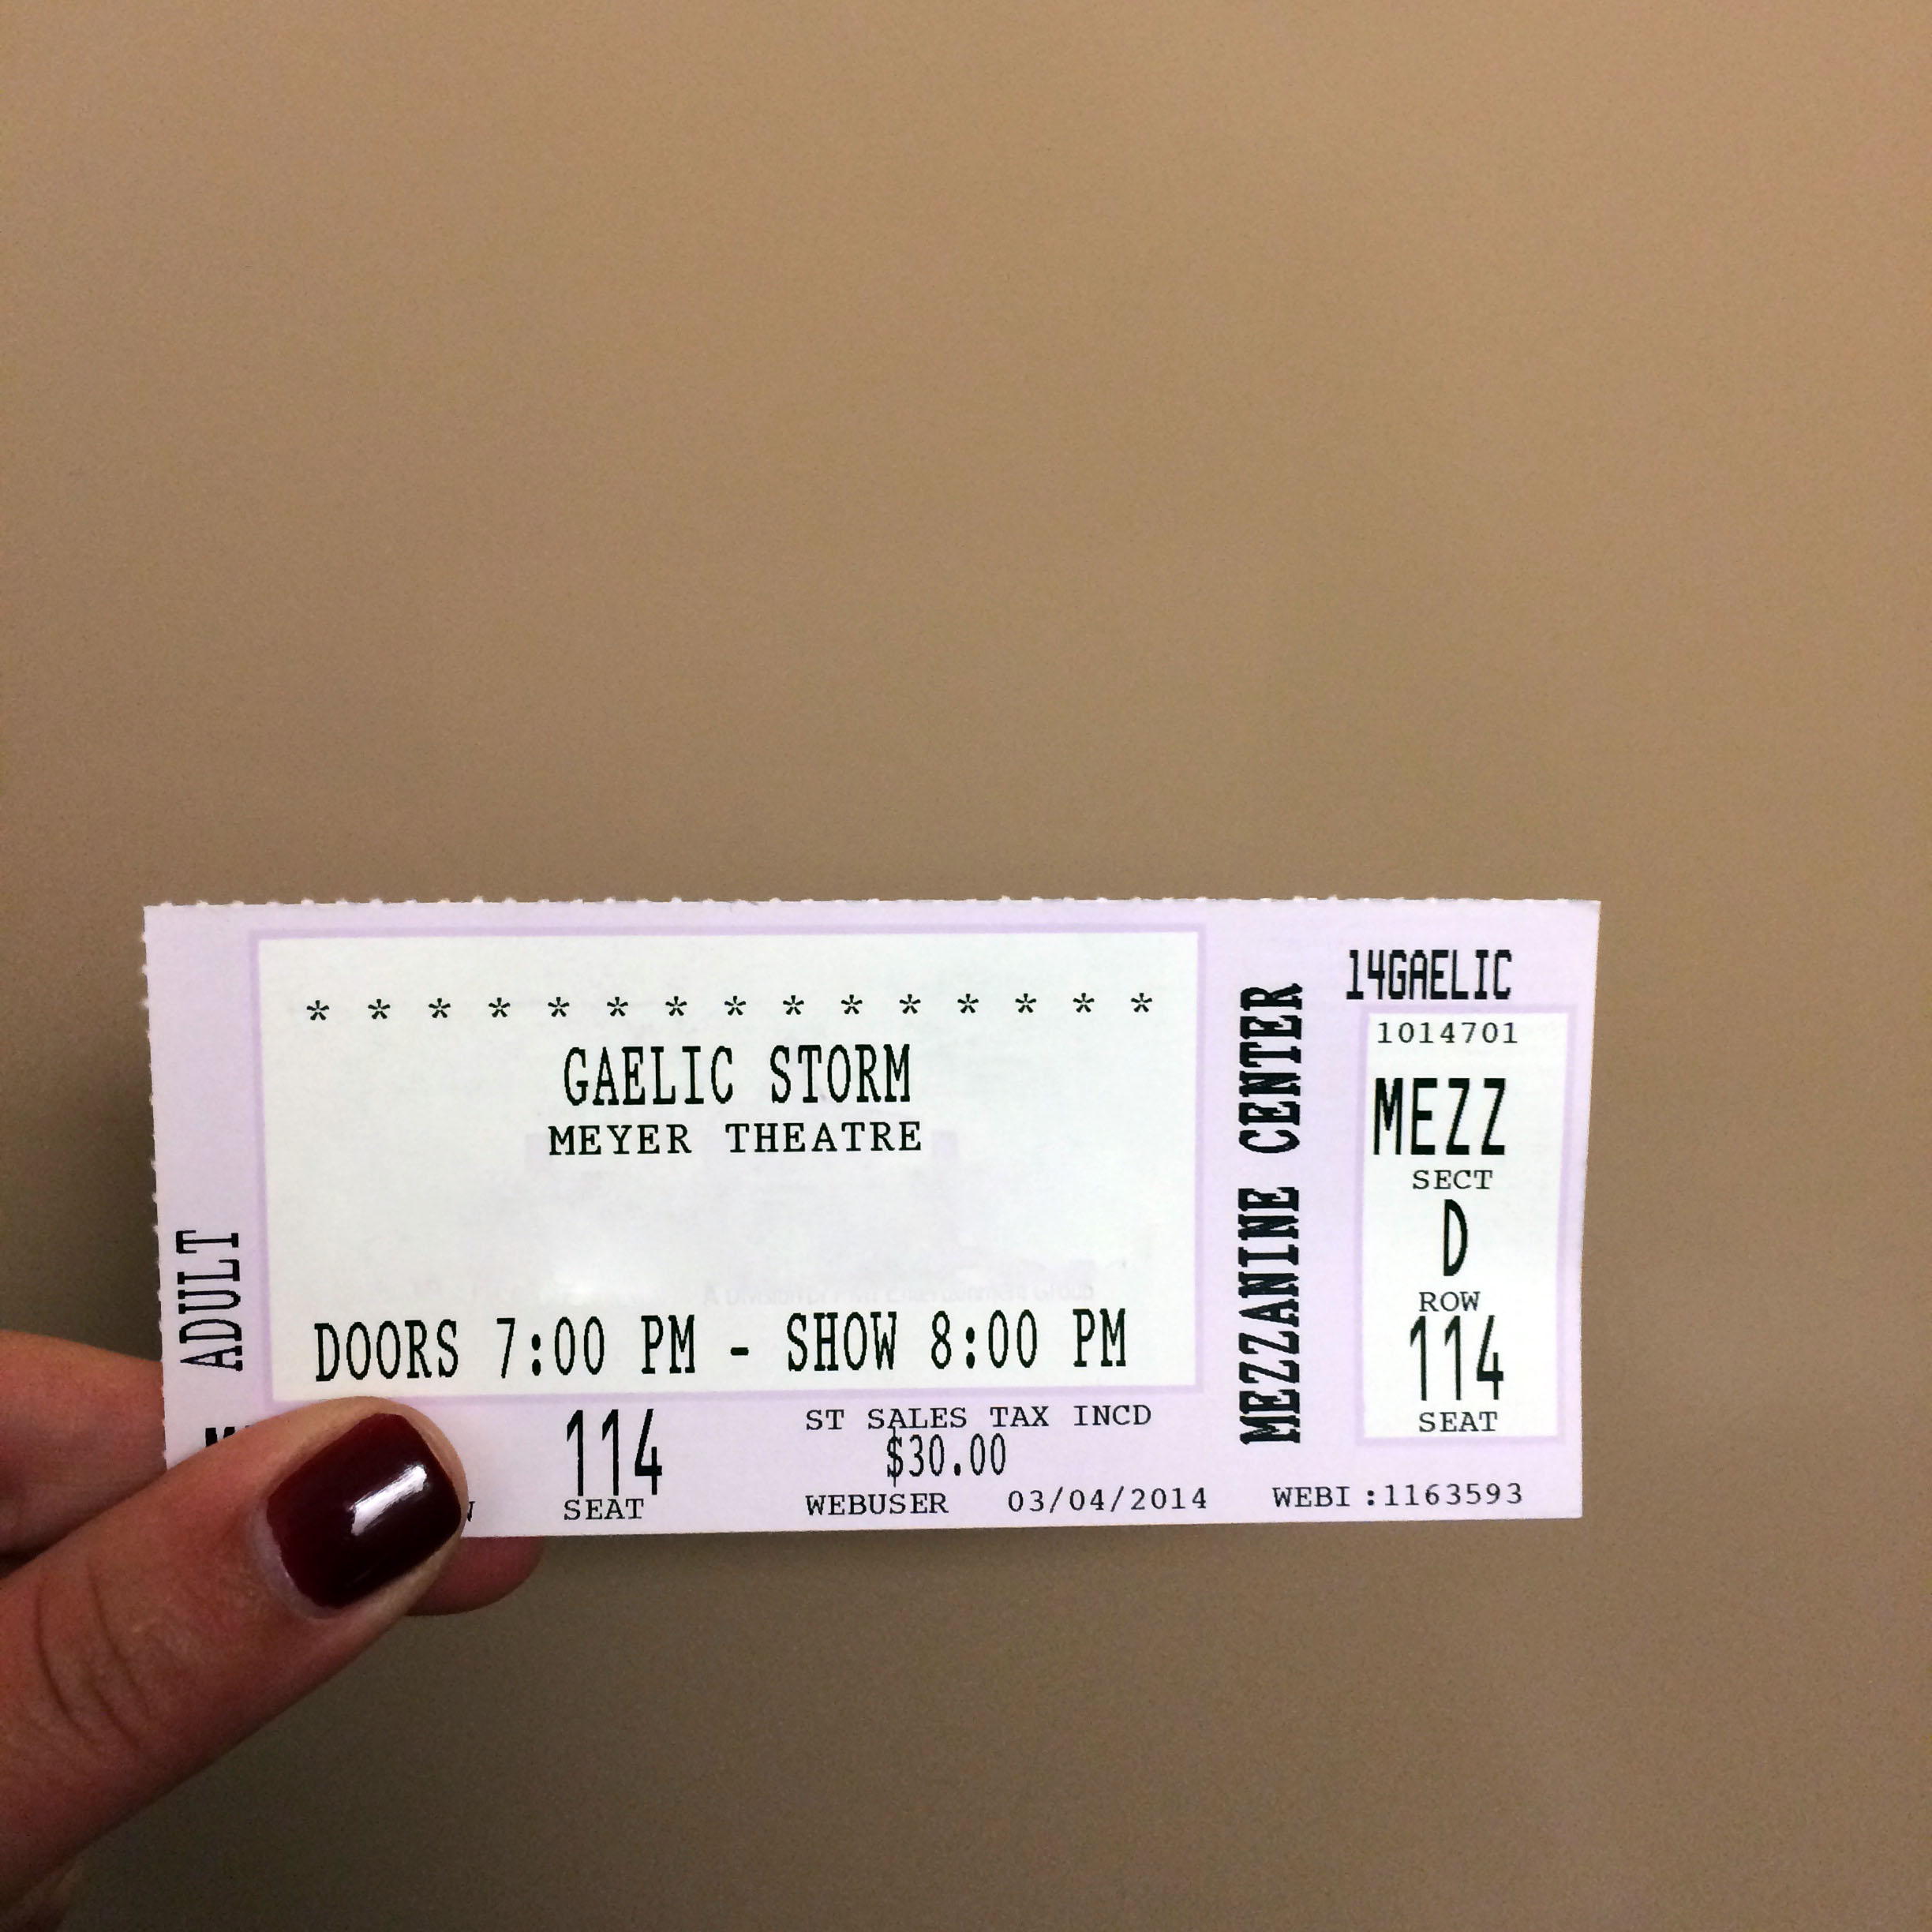 * * * * * * * * * * * * * * *
GAELIC STORM
MEYER THEATRE
DOORS 7:00 PM - SHOW 8:00 PM
ADULT
114
SEAT
ST SALES TAX INCD
$30.00
WEBUSER 03/04/2014 WEBI:1163593
MEZZANINE CENTER
14GAELIC
1014701
MEZZ
SECT
D
ROW
114
SEAT